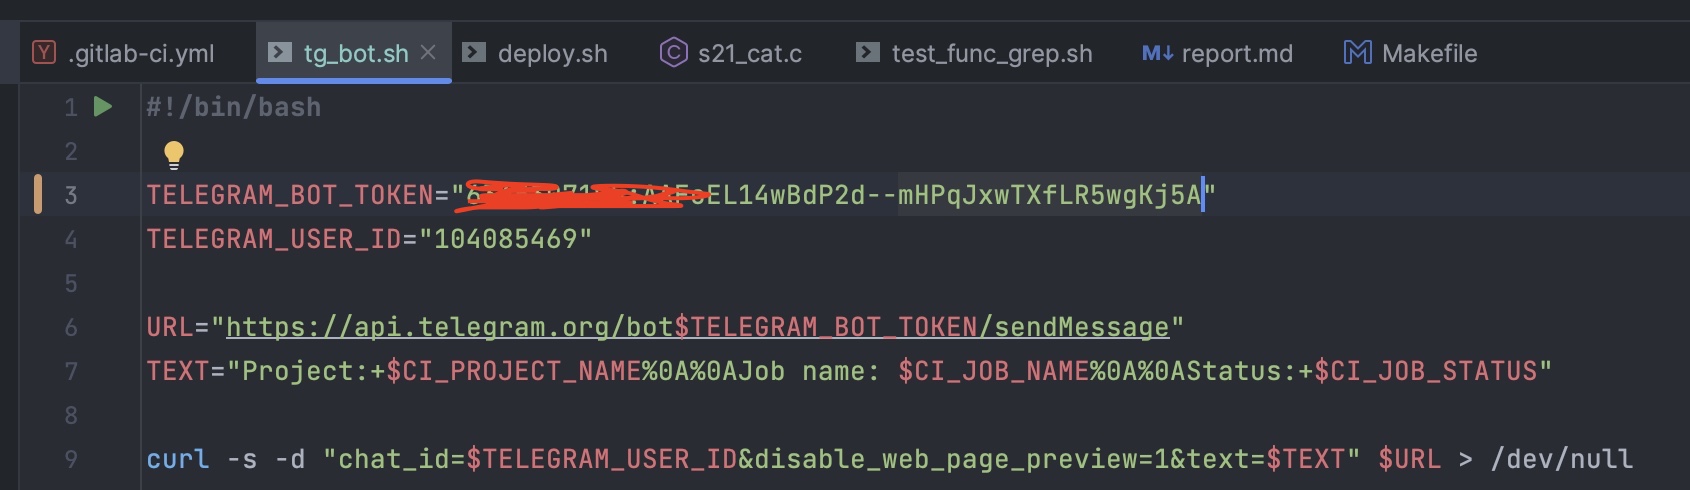 .gitlab-ci.yml tg_bot.sh deploy.sh s21_cat.c test_func_grep.sh report.md Makefile
1 #!/bin/bash
2
3 TELEGRAM_BOT_TOKEN="EL14wBdP2d--mHPqJxwTXfLR5wgKj5A"
4 TELEGRAM_USER_ID="104085469"
5
6 URL="https://api.telegram.org/bot$TELEGRAM_BOT_TOKEN/sendMessage"
7 TEXT="Project:+$CI_PROJECT_NAME%0A%0AJob name: $CI_JOB_NAME%0A%0AStatus:+$CI_JOB_STATUS"
8
9 curl -s -d "chat_id=$TELEGRAM_USER_ID&disable_web_page_preview=1&text=$TEXT" $URL > /dev/null